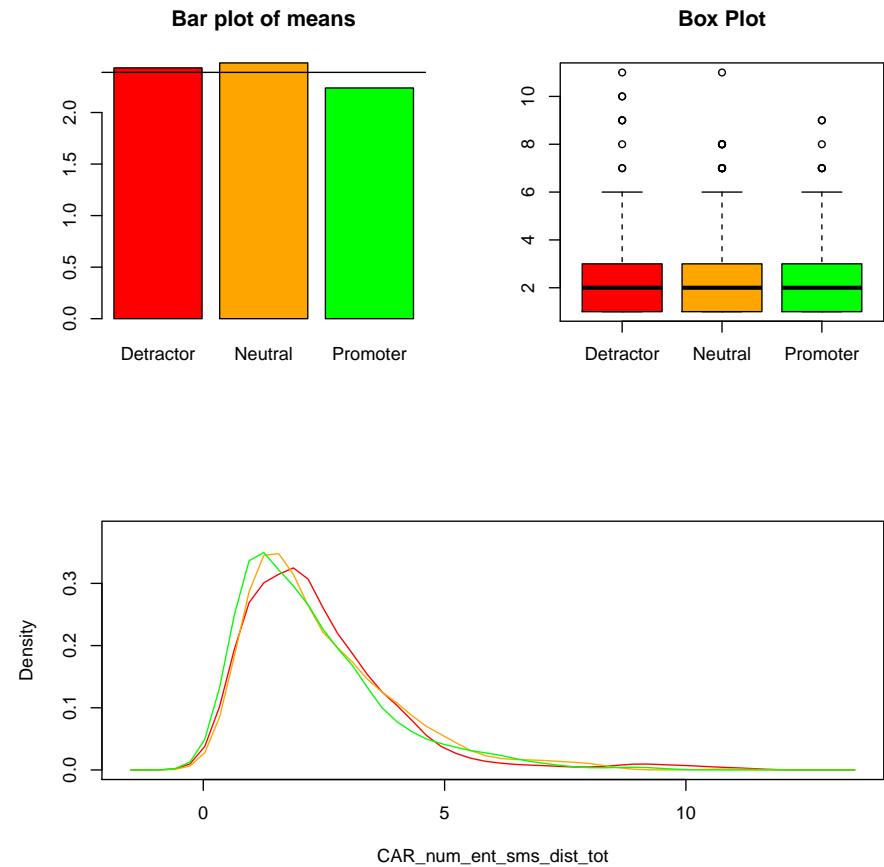 Bar plot of means
2.0
1.5
1.0
0.5
0.0
Detractor Neutral Promoter
Box Plot
10
8
6
4
2
Detractor Neutral Promoter
Density
0.3
0.2
0.1
0.0
0 5 10
CAR_num_ent_sms_dist_tot